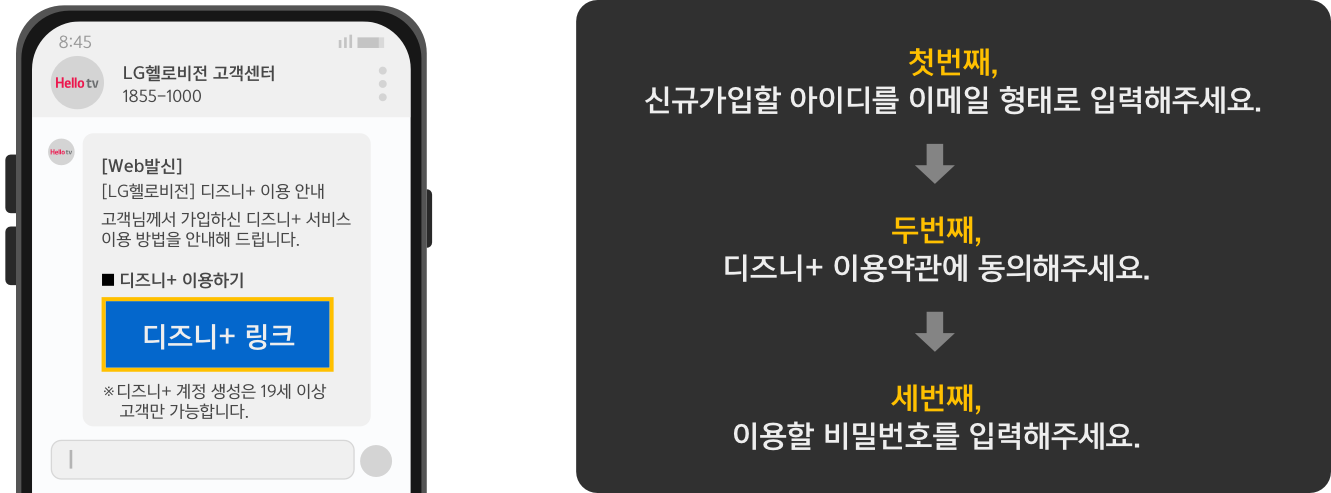 8:45
Hello tv
LG헬로비전 고객센터
1855-1000
Hello tv
[Web발신]
[LG헬로비전] 디즈니+ 이용 안내
고객님께서 가입하신 디즈니+ 서비스
이용 방법을 안내해 드립니다.
■ 디즈니+ 이용하기
디즈니+ 링크
※디즈니+ 계정 생성은 19세 이상
고객만 가능합니다.
첫번째,
신규가입할 아이디를 이메일 형태로 입력해주세요.
두번째,
디즈니+ 이용약관에 동의해주세요.
세번째,
이용할 비밀번호를 입력해주세요.